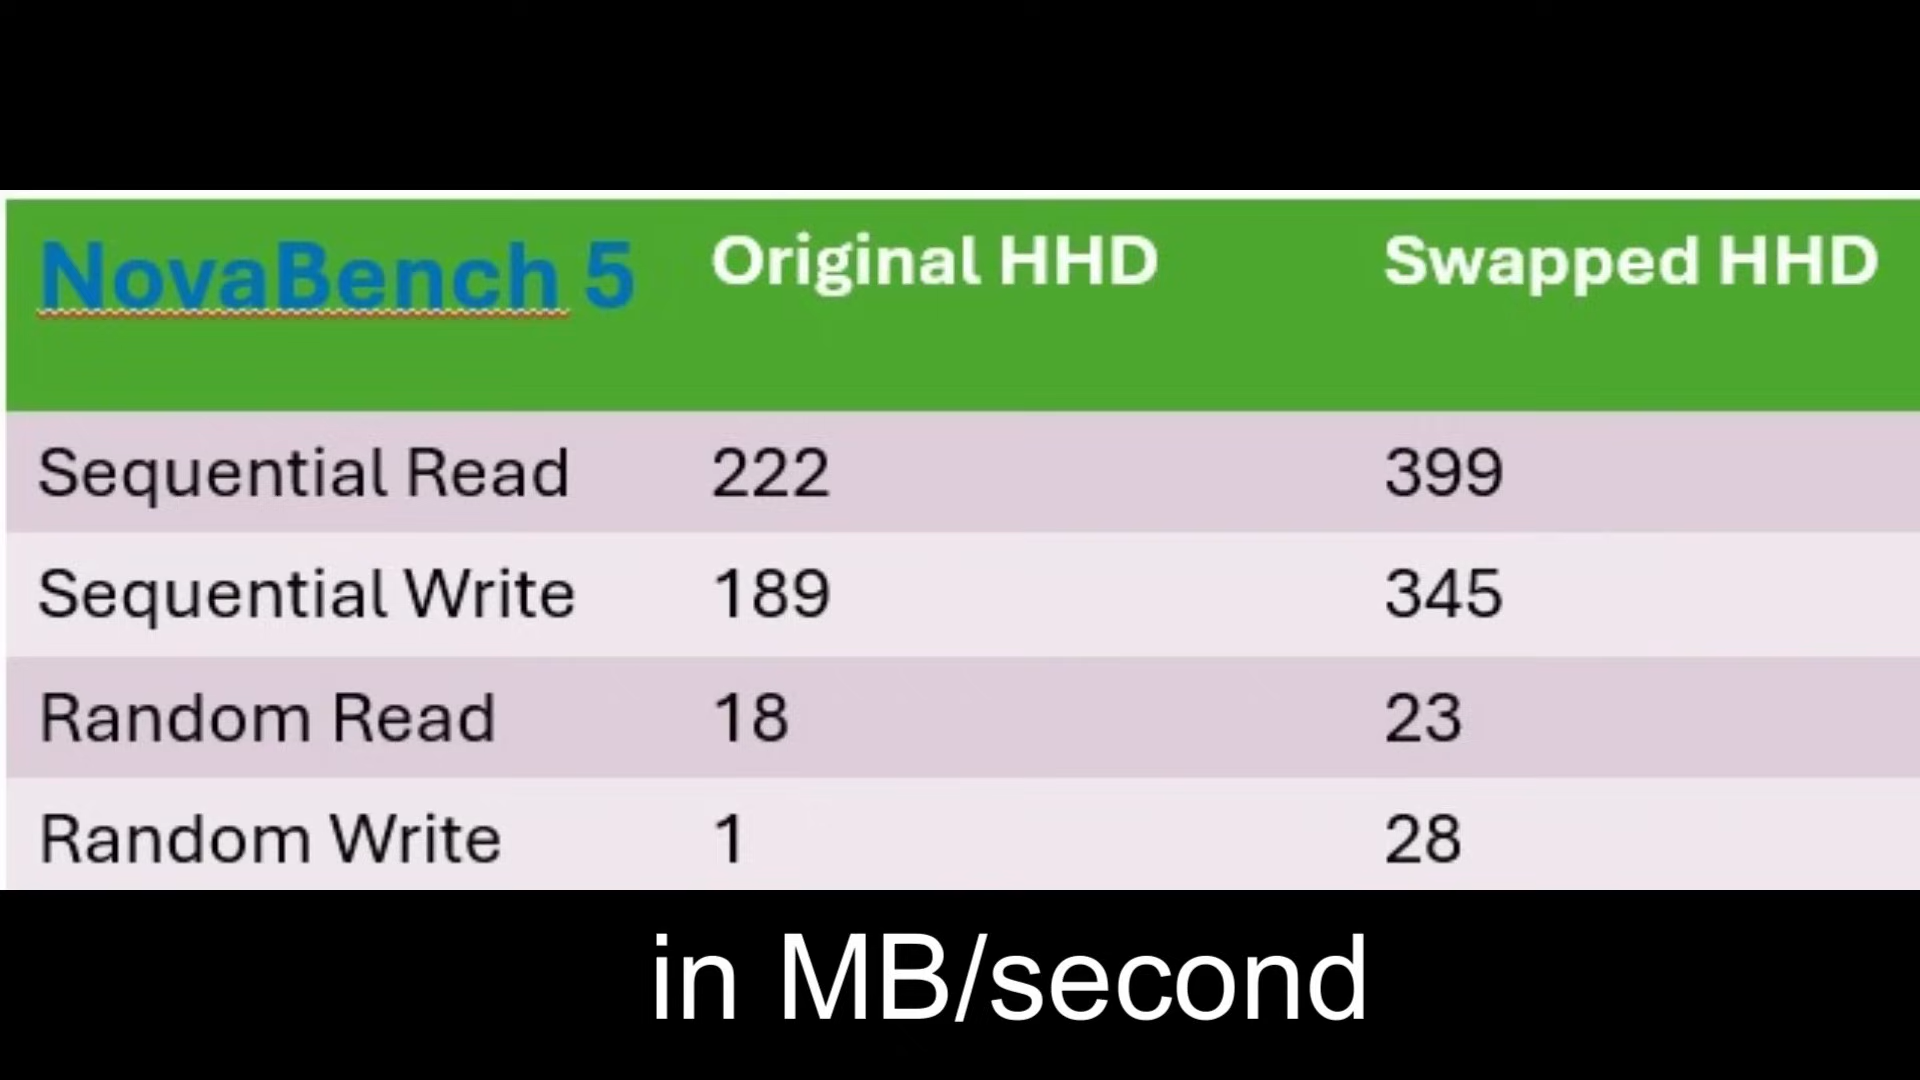 NovaBench 5 Original HHD Swapped HHD
Sequential Read 222 399
Sequential Write 189 345
Random Read 18 23
Random Write 1 28
in MB/second